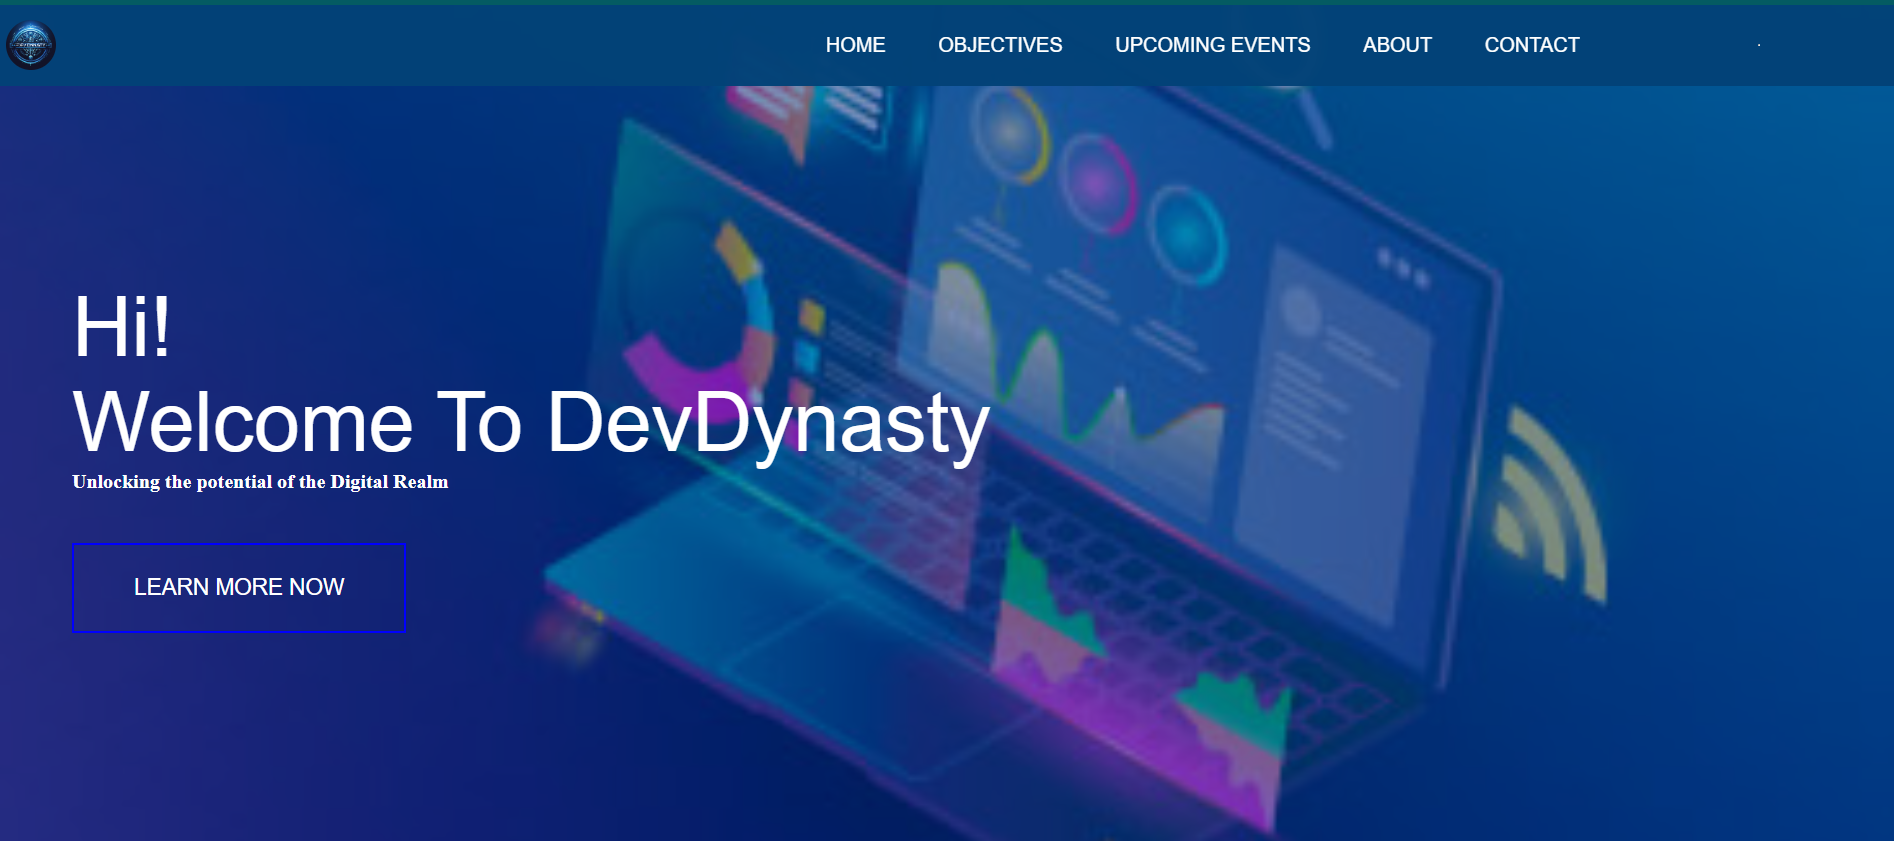 DEVDYNASTY
HOME OBJECTIVES UPCOMING EVENTS ABOUT CONTACT
Hi!
Welcome To DevDynasty
Unlocking the potential of the Digital Realm
LEARN MORE NOW